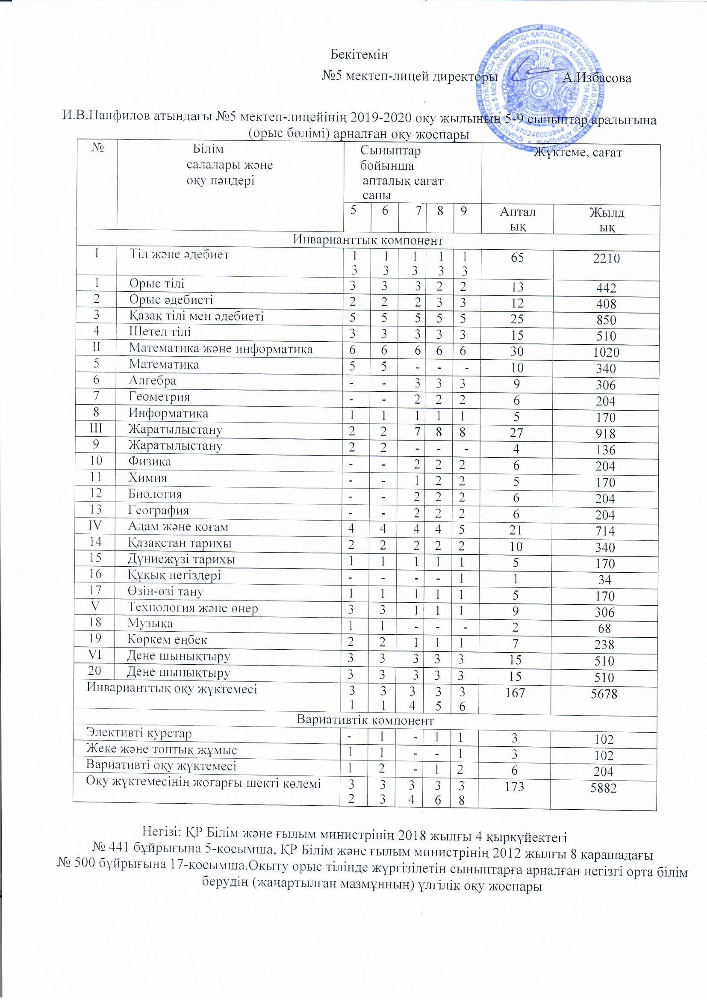 Бекітемін
№5 мектеп-лицей директоры А.Избасова
И.В.Панфилов атындағы №5 мектеп-лицейінің 2019-2020 оқу жылының 5-9 сыныптар аралығына
(орыс бөлімі) арналған оқу жоспары
№ Білім салалары және оқу пәндері Сыныптар бойынша апталық сағат саны Жүктеме, сағат
5 6 7 8 9 Апталық Жылдық
Инварианттық компонент
I Тіл және әдебиет 13 13 13 13 13 65 2210
1 Орыс тілі 3 3 3 2 2 13 442
2 Орыс әдебиеті 2 2 2 3 3 12 408
3 Қазақ тілі мен әдебиеті 5 5 5 5 5 25 850
4 Шетел тілі 3 3 3 3 3 15 510
II Математика және информатика 6 6 6 6 6 30 1020
5 Математика 5 5 - - - 10 340
6 Алгебра - - 3 3 3 9 306
7 Геометрия - - 2 2 2 6 204
8 Информатика 1 1 1 1 1 5 170
III Жаратылыстану 2 2 7 8 8 27 918
9 Жаратылыстану 2 2 - - - 4 136
10 Физика - - 2 2 2 6 204
11 Химия - - 1 2 2 5 170
12 Биология - - 2 2 2 6 204
13 География - - 2 2 2 6 204
IV Адам және қоғам 4 4 4 4 5 21 714
14 Қазақстан тарихы 2 2 2 2 2 10 340
15 Дүниежүзі тарихы 1 1 1 1 1 5 170
16 Құқық негіздері - - - - 1 1 34
17 Өзін-өзі тану 1 1 1 1 1 5 170
V Технология және өнер 3 3 1 1 1 9 306
18 Музыка 1 1 - - - 2 68
19 Көркем еңбек 2 2 1 1 1 7 238
VI Дене шынықтыру 3 3 3 3 3 15 510
20 Дене шынықтыру 3 3 3 3 3 15 510
Инварианттық оқу жүктемесі 31 31 34 35 36 167 5678
Вариативтік компонент
Элективті курстар - 1 - 1 1 3 102
Жеке және топтық жұмыс 1 1 - - 1 3 102
Вариативті оқу жүктемесі 1 2 - 1 2 6 204
Оқу жүктемесінің жоғарғы шекті көлемі 32 33 34 36 38 173 5882
Негізі: ҚР Білім және ғылым министрінің 2018 жылғы 4 қыркүйектегі
№ 441 бұйрығына 5-қосымша, ҚР Білім және ғылым министрінің 2012 жылғы 8 қарашадағы
№ 500 бұйрығына 17-қосымша.Оқыту орыс тілінде жүргізілетін сыныптарға арналған негізгі орта білім
берудің (жаңартылған мазмұнның) үлгілік оқу жоспары